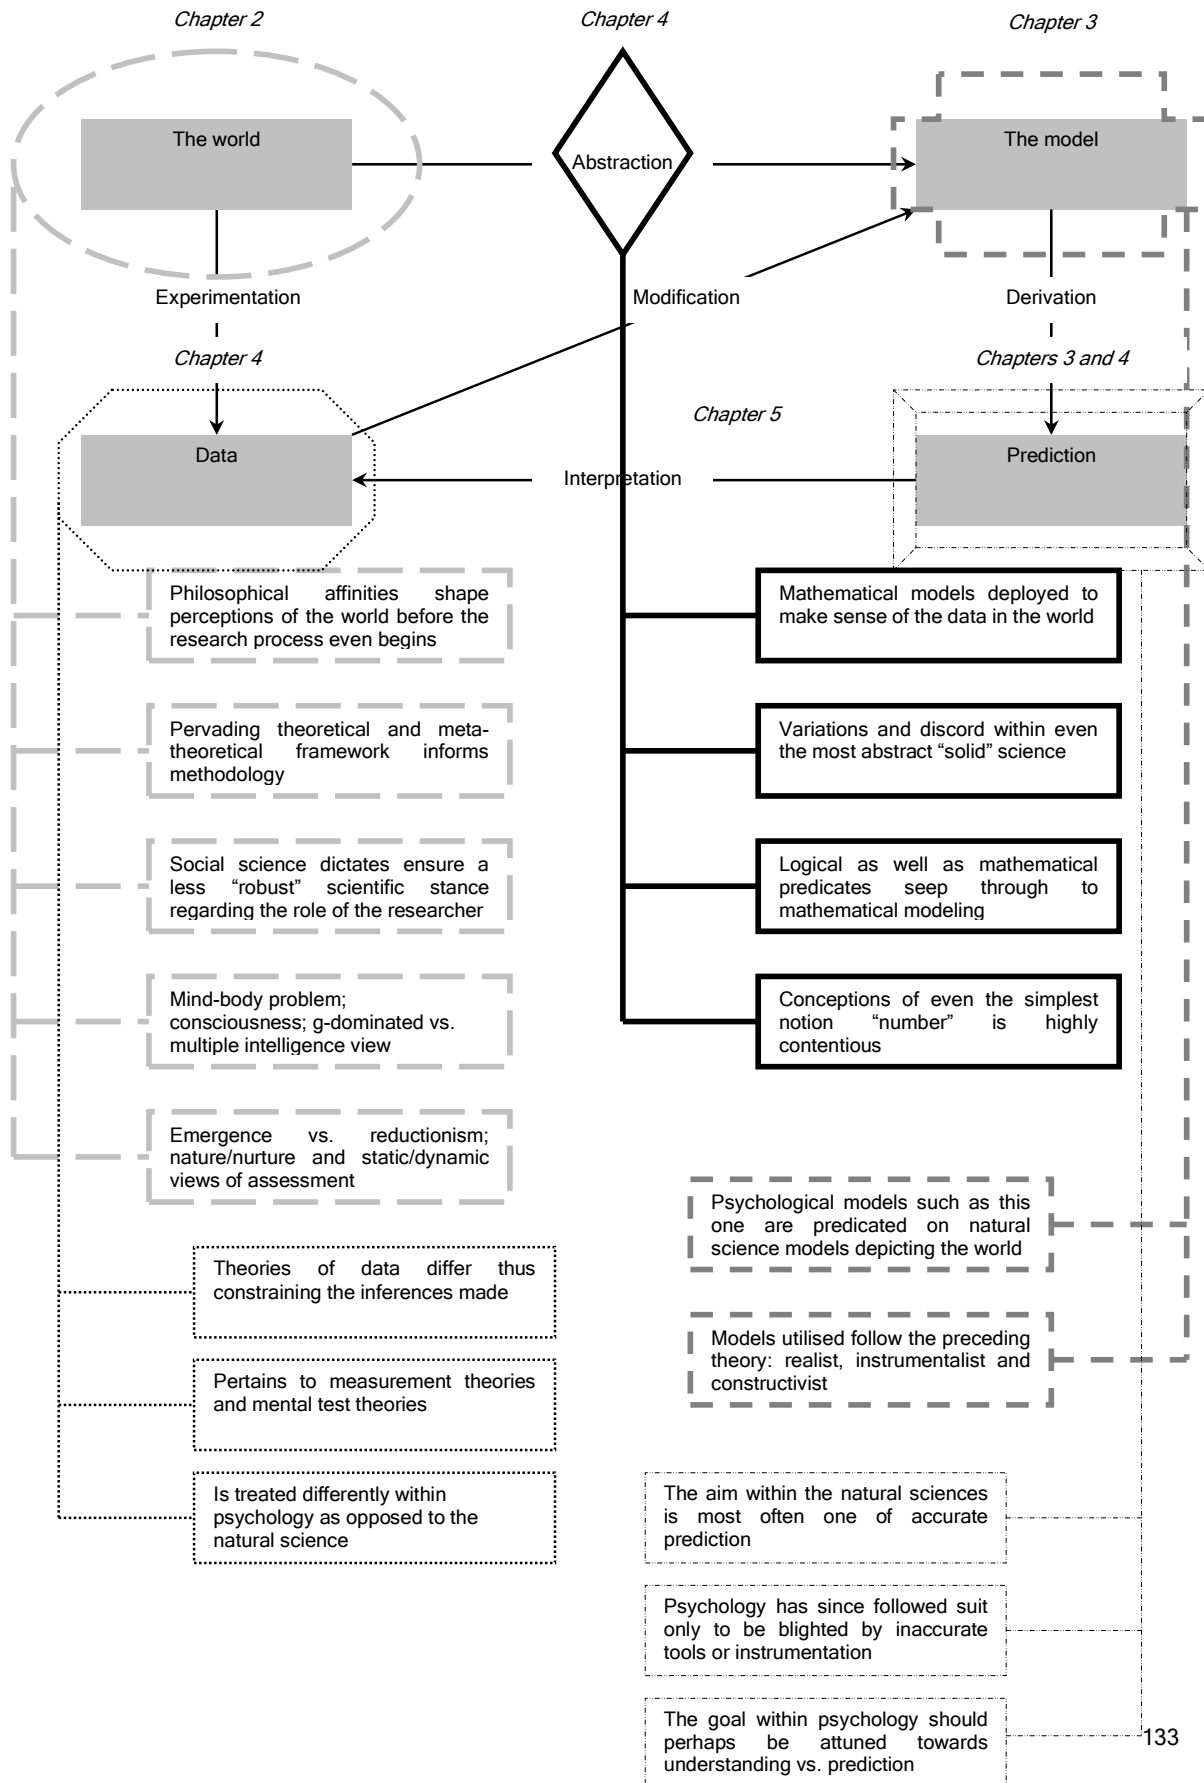 Chapter 2
Chapter 4
Chapter 3
The world
Abstraction
The model
Experimentation
Modification
Derivation
Chapter 4
Chapters 3 and 4
Chapter 5
Data
Interpretation
Prediction
Philosophical affinities shape
perceptions of the world before the
research process even begins
Pervading theoretical and meta-
theoretical framework informs
methodology
Social science dictates ensure a
less “robust” scientific stance
regarding the role of the researcher
Mind-body problem;
consciousness; g-dominated vs.
multiple intelligence view
Emergence vs. reductionism;
nature/nurture and static/dynamic
views of assessment
Mathematical models deployed to
make sense of the data in the world
Variations and discord within even
the most abstract “solid” science
Logical as well as mathematical
predicates seep through to
mathematical modeling
Conceptions of even the simplest
notion “number” is highly
contentious
Psychological models such as this
one are predicated on natural
science models depicting the world
Models utilised follow the preceding
theory: realist, instrumentalist and
constructivist
Theories of data differ thus
constraining the inferences made
Pertains to measurement theories
and mental test theories
Is treated differently within
psychology as opposed to the
natural science
The aim within the natural sciences
is most often one of accurate
prediction
Psychology has since followed suit
only to be blighted by inaccurate
tools or instrumentation
The goal within psychology should
perhaps be attuned towards
understanding vs. prediction
133